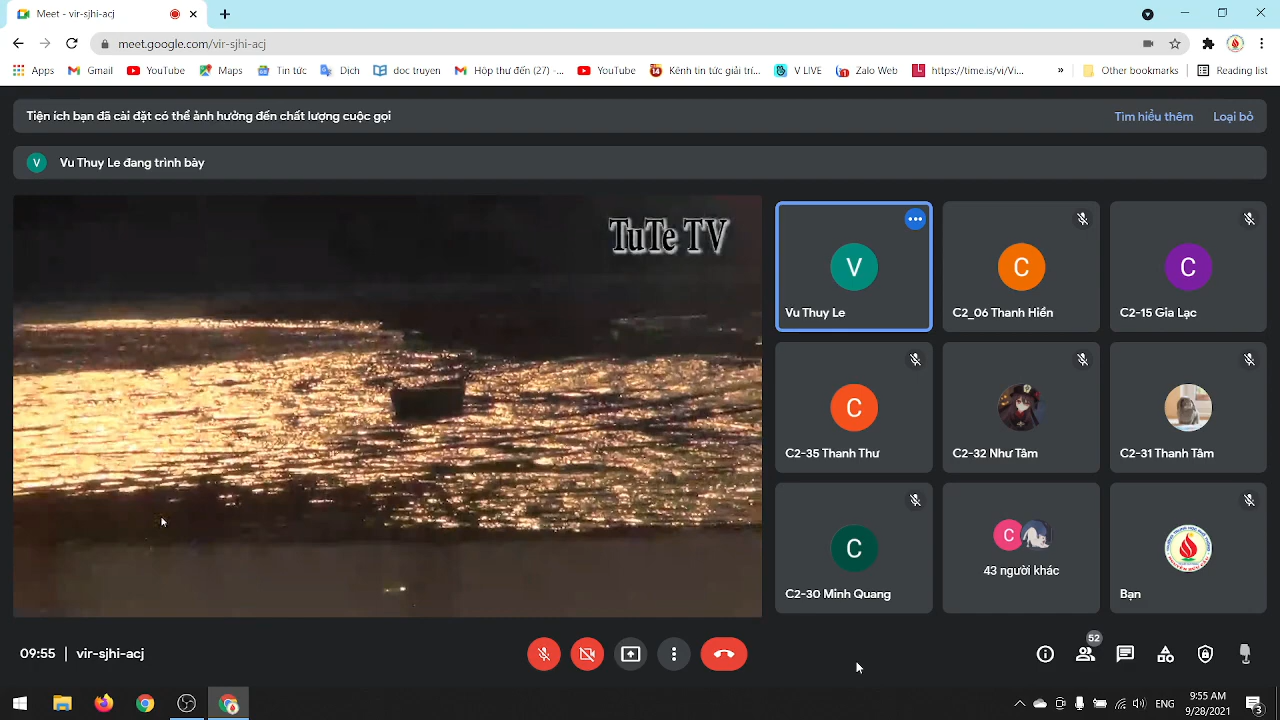 Meet - vir-sjhi-acj
meet.google.com/vir-sjhi-acj
Apps
Gmail
YouTube
Maps
Tin tức
Dịch
doc truyen
Hộp thư đến (27) -...
YouTube
Kênh tin tức giải trí...
V LIVE
Zalo Web
https://time.is/vi/Vi...
»
Other bookmarks
Reading list
Tiện ích bạn đã cài đặt có thể ảnh hưởng đến chất lượng cuộc gọi
Tìm hiểu thêm
Loại bỏ
V
Vu Thuy Le đang trình bày
TuTe TV
V
Vu Thuy Le
C
C2_06 Thanh Hiền
C
C2-15 Gia Lạc
C
C2-35 Thanh Thư
C2-32 Như Tâm
C2-31 Thanh Tâm
C
C2-30 Minh Quang
C
43 người khác
Bạn
09:55 | vir-sjhi-acj
52
ENG
9:55 AM
9/28/2021
3